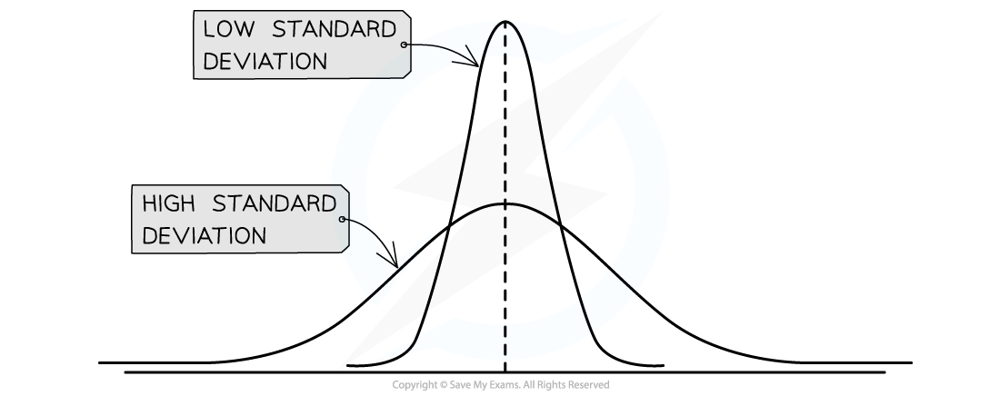 LOW STANDARD
DEVIATION
HIGH STANDARD
DEVIATION
Copyright © Save My Exams. All Rights Reserved